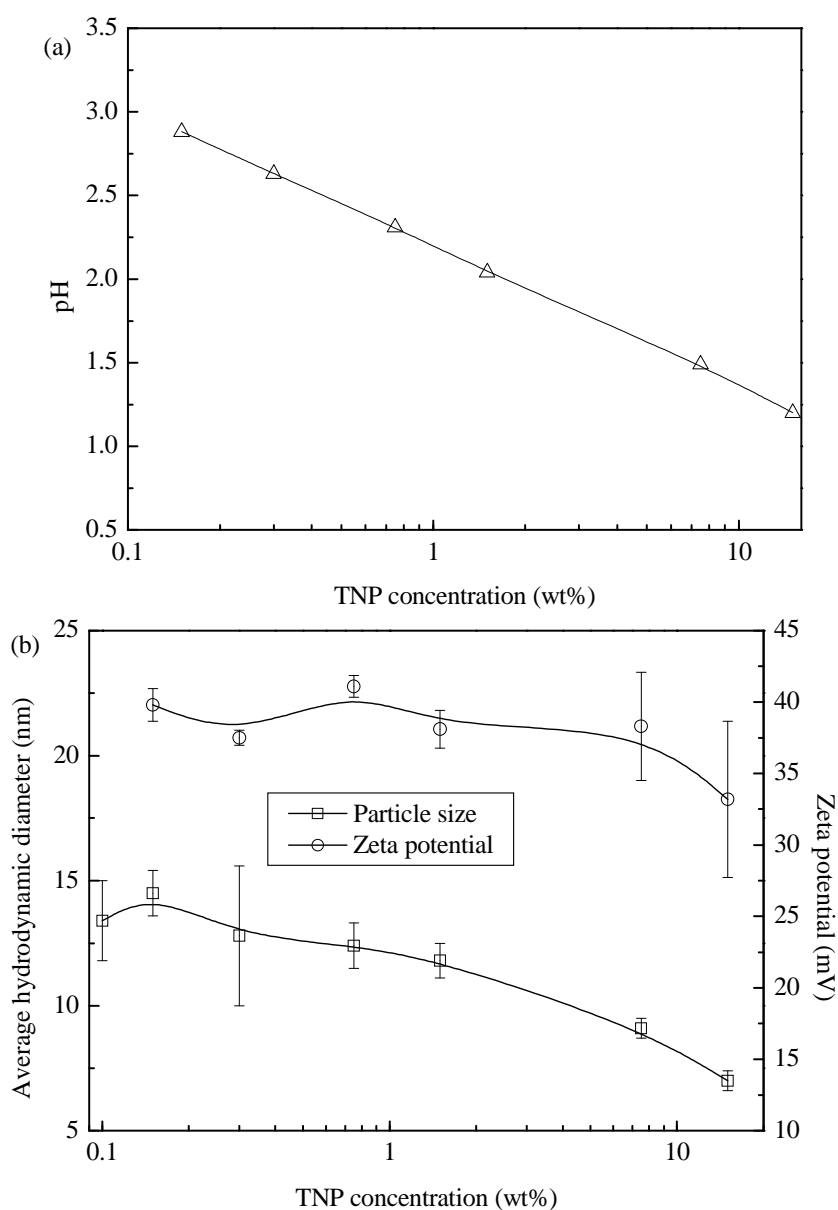 (a)
3.5
3.0
2.5
2.0
1.5
1.0
0.5
pH
0.1
1
10
TNP concentration (wt%)
(b)
25
20
15
10
5
Average hydrodynamic diameter (nm)
45
40
35
30
25
20
15
10
Zeta potential (mV)
Particle size
Zeta potential
0.1
1
10
TNP concentration (wt%)